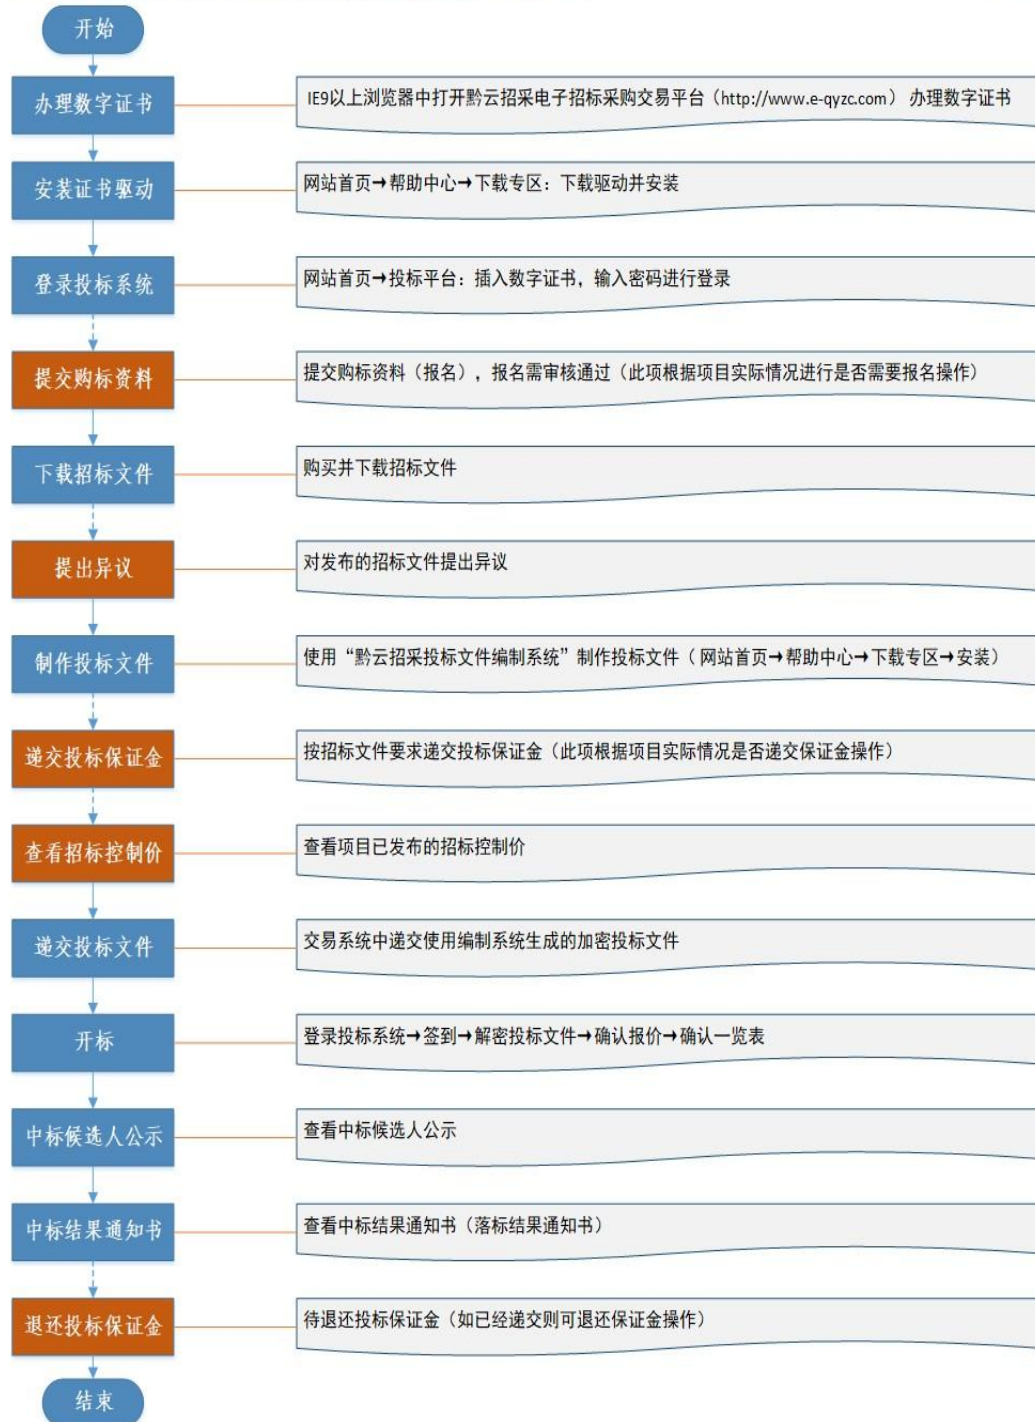 开始
办理数字证书
IE9以上浏览器中打开黔云招采电子招标采购交易平台（http://www.e-qyzc.com） 办理数字证书
安装证书驱动
网站首页→帮助中心→下载专区：下载驱动并安装
登录投标系统
网站首页→投标平台：插入数字证书，输入密码进行登录
提交购标资料
提交购标资料（报名），报名需审核通过（此项根据项目实际情况进行是否需要报名操作）
下载招标文件
购买并下载招标文件
提出异议
对发布的招标文件提出异议
制作投标文件
使用“黔云招采投标文件编制系统”制作投标文件（ 网站首页→帮助中心→下载专区→安装）
递交投标保证金
按招标文件要求递交投标保证金（此项根据项目实际情况是否递交保证金操作）
查看招标控制价
查看项目已发布的招标控制价
递交投标文件
交易系统中递交使用编制系统生成的加密投标文件
开标
登录投标系统→签到→解密投标文件→确认报价→确认一览表
中标候选人公示
查看中标候选人公示
中标结果通知书
查看中标结果通知书（落标结果通知书）
退还投标保证金
待退还投标保证金（如已经递交则可退还保证金操作）
结束